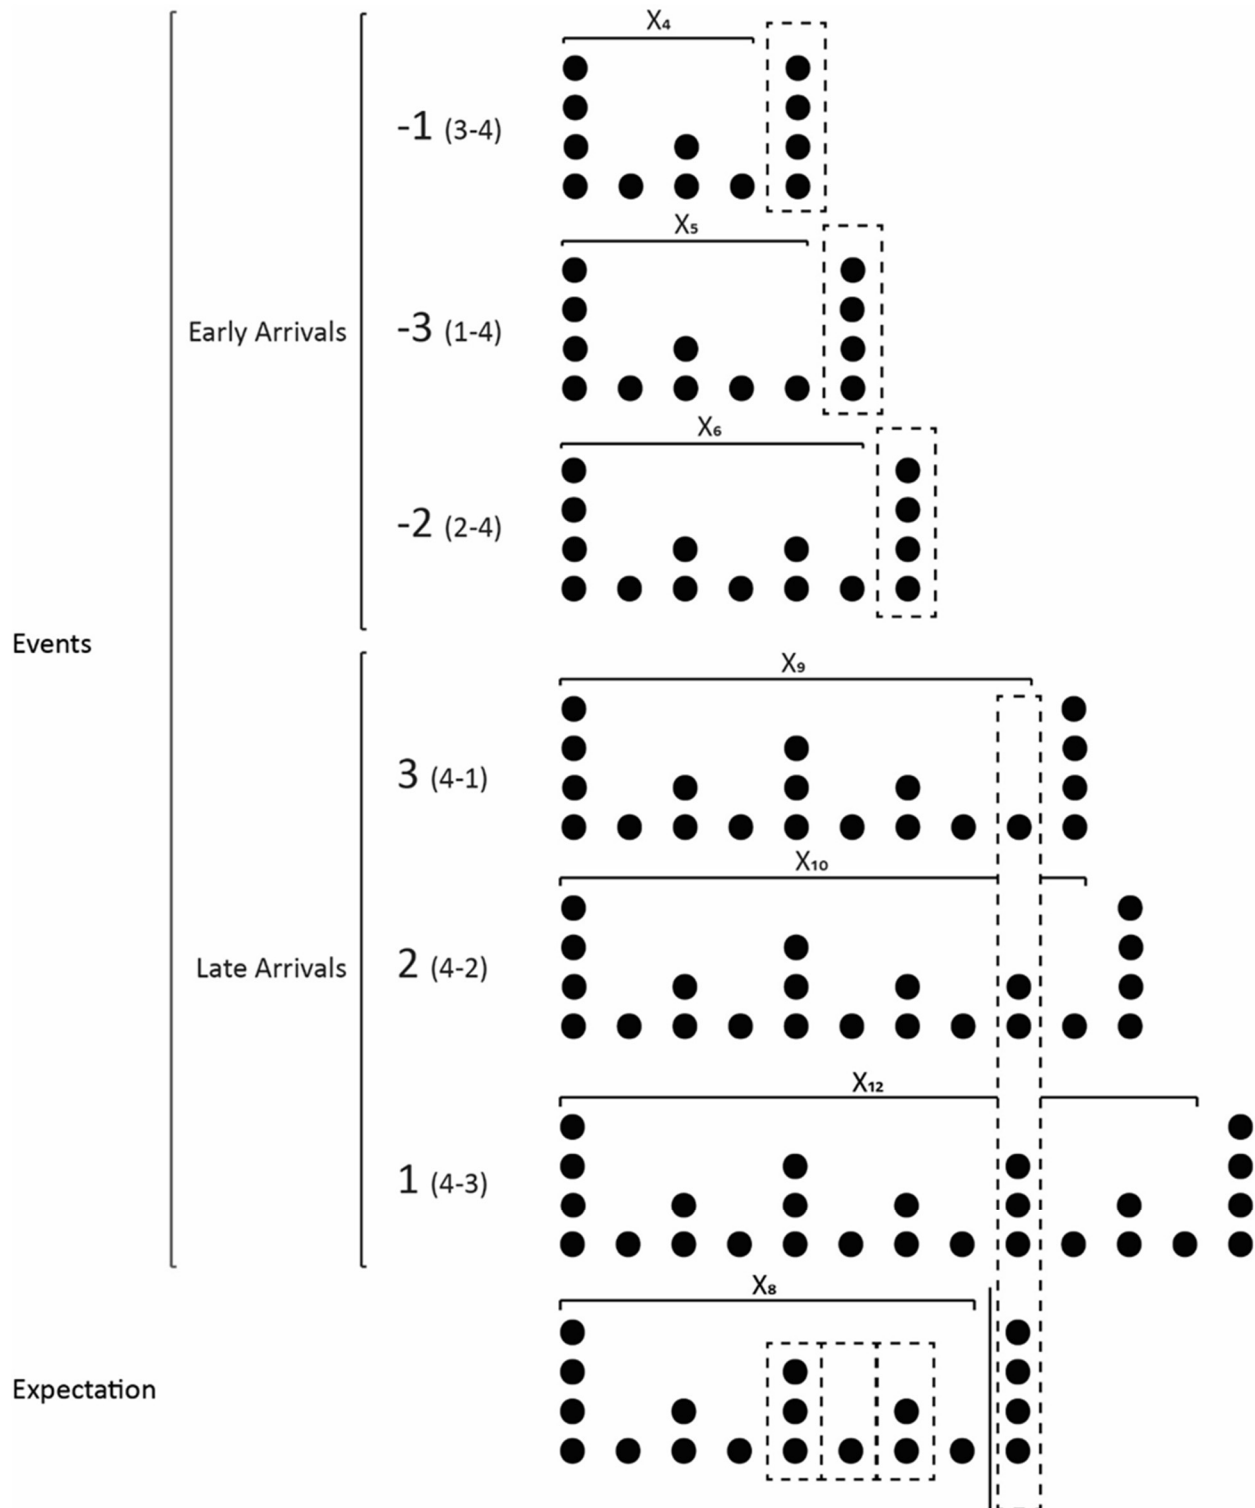 X₄
-1 (3-4)
X₅
Early Arrivals
-3 (1-4)
X₆
-2 (2-4)
Events
X₉
3 (4-1)
X₁₀
Late Arrivals
2 (4-2)
X₁₂
1 (4-3)
X₈
Expectation